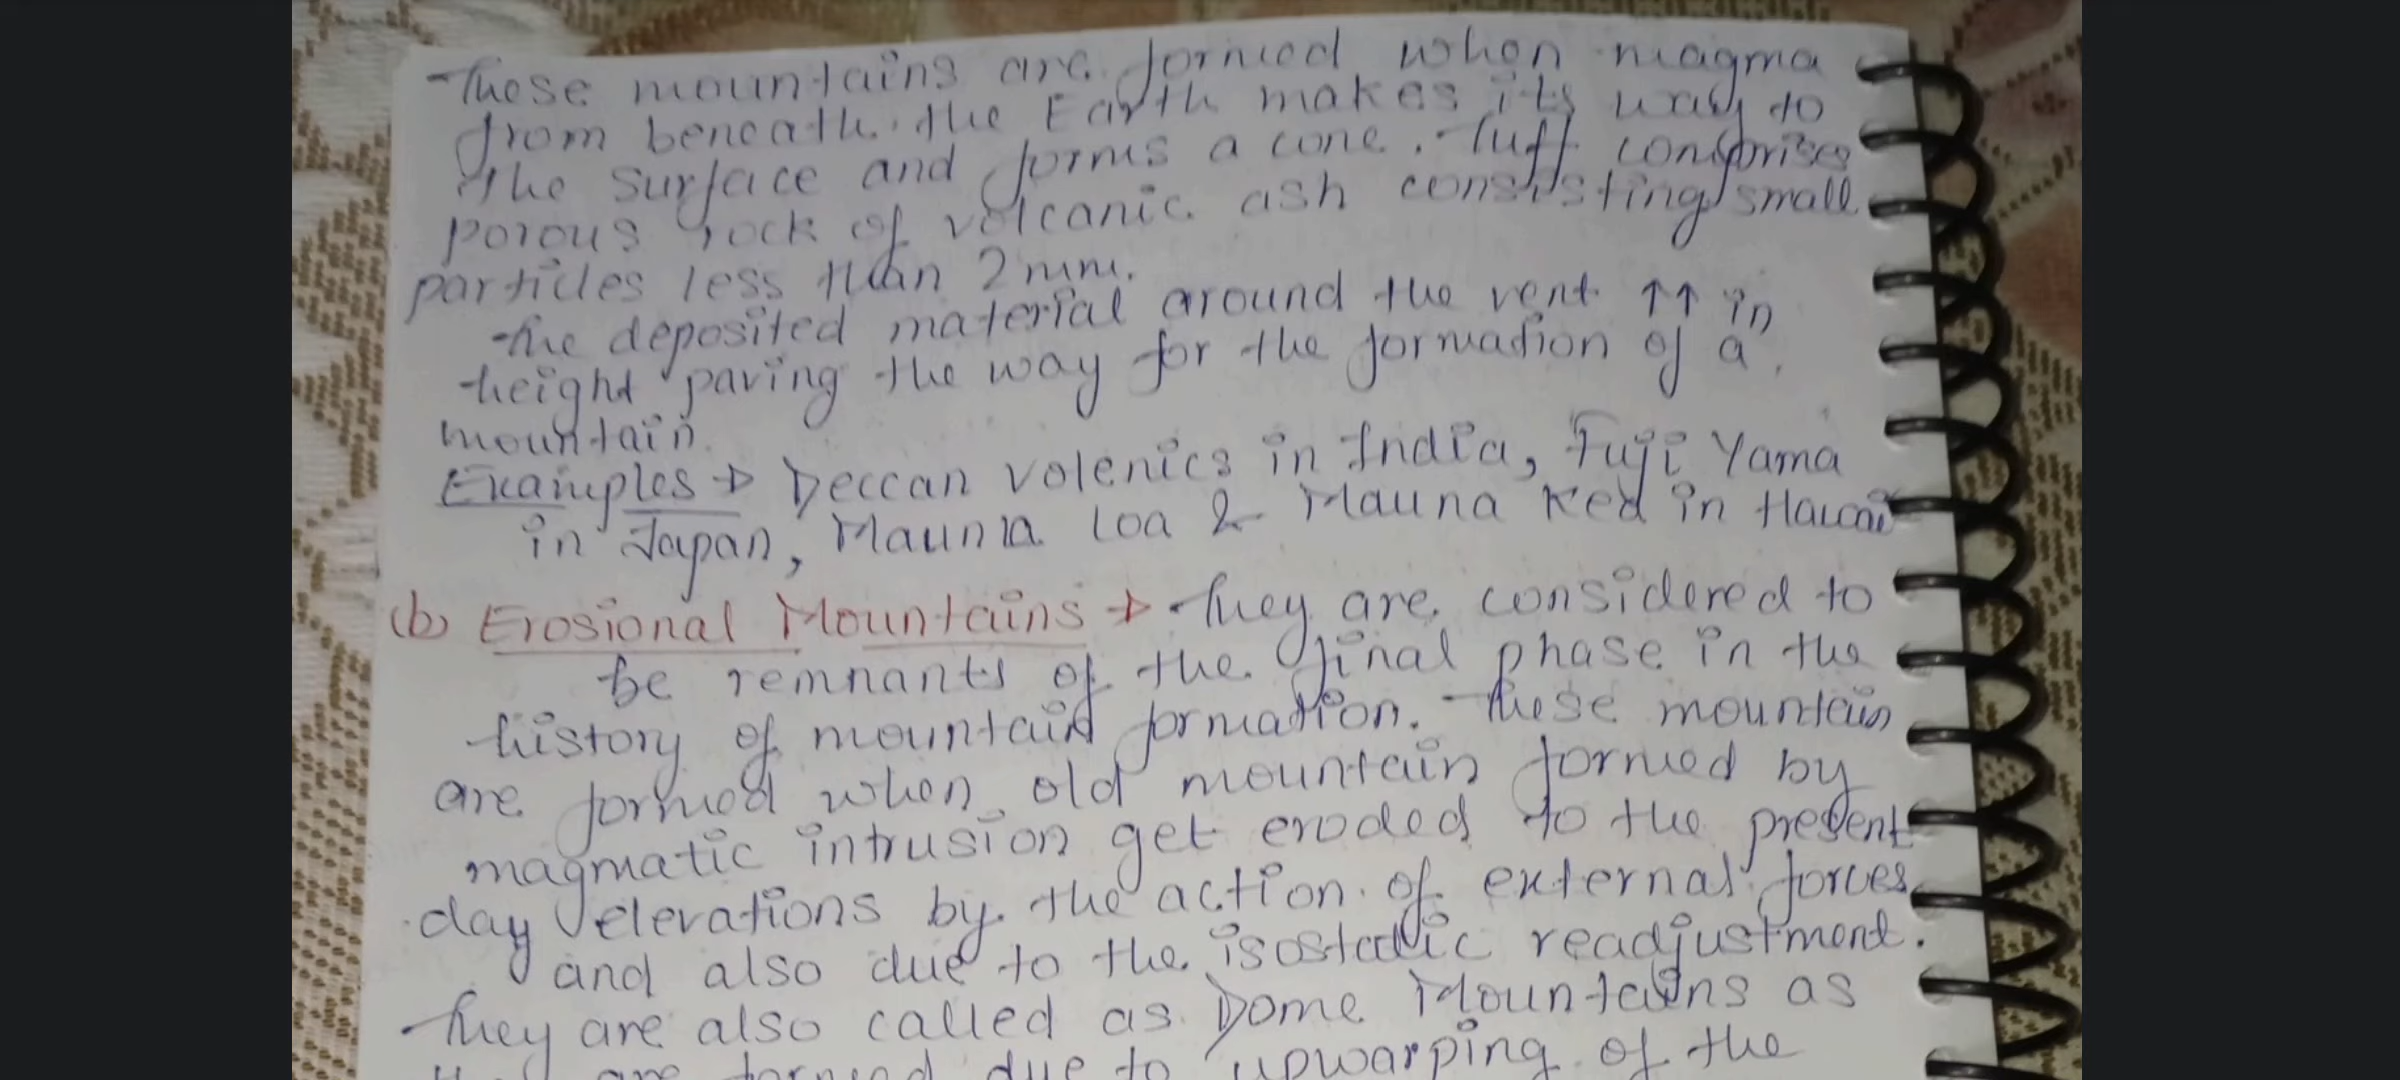 These mountains are formed when magma
from beneath the Earth makes its way to
the surface and forms a cone. Tuff comprises
porous rock of volcanic ash consisting small
particles less than 2mm.
The deposited material around the vent ↑↑ in
height paving the way for the formation of a
mountain.
Examples → Deccan volenics in India, Fuji Yama
in Japan, Mauna Loa & Mauna Kea in Hawai
(b) Erosional Mountains → They are considered to
be remnants of the final phase in the
history of mountain formation. These mountain
are formed when old mountain formed by
magmatic intrusion get eroded to the present
day elevations by the action of external forces
and also due to the isostatic readjustment.
They are also called as Dome Mountains as
they are formed due to upwarping of the